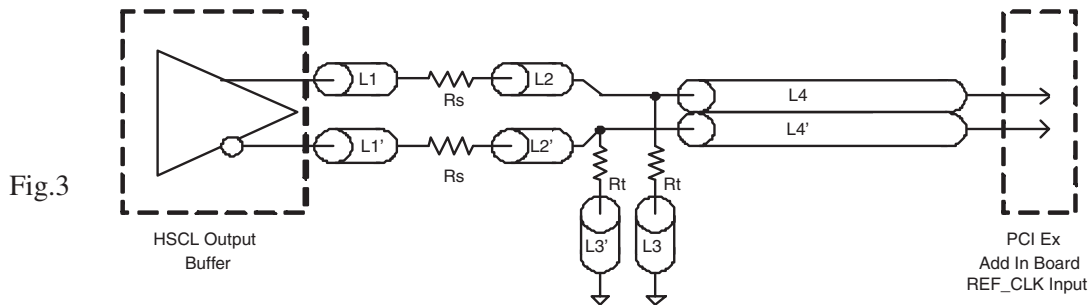 L1
Rs
L2
L4
L4'
L1'
Rs
L2'
Rt
Rt
L3'
L3
Fig.3
HSCL Output
Buffer
PCI Ex
Add In Board
REF_CLK Input